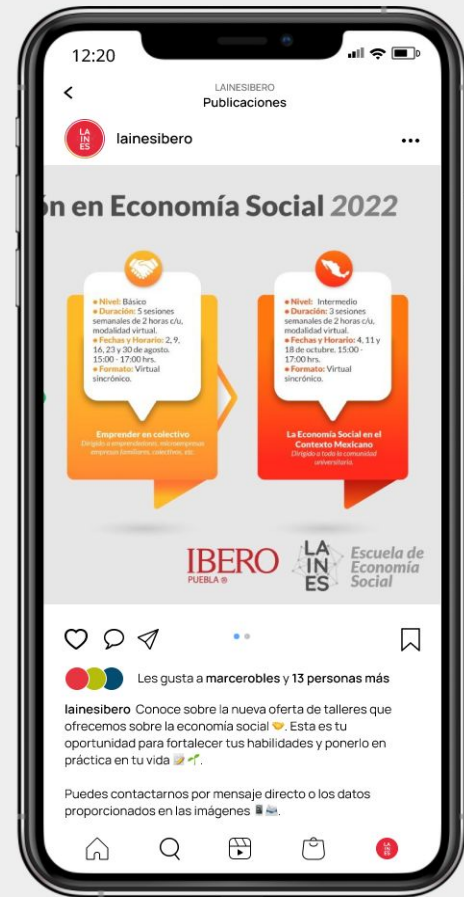 12:20
LAINESIBERO
Publicaciones
LA
IN
ES
lainesibero
ón en Economía Social 2022
• Nivel: Básico
• Duración: 5 sesiones
semanales de 2 horas c/u,
modalidad virtual.
• Fechas y Horario: 2, 9,
16, 23 y 30 de agosto.
15:00 - 17:00 hrs.
• Formato: Virtual
sincrónico.
Emprender en colectivo
Dirigido a emprendedores, microempresas
empresas familiares, colectivos, etc.
• Nivel: Intermedio
• Duración: 3 sesiones
semanales de 2 horas c/u,
modalidad virtual.
• Fechas y Horario: 4, 11 y
18 de octubre. 15:00 -
17:00 hrs.
• Formato: Virtual
sincrónico.
La Economía Social en el
Contexto Mexicano
Dirigido a toda la comunidad
universitaria.
IBERO
PUEBLA ®
LA
IN
ES
Escuela de
Economía
Social
Les gusta a marcerobles y 13 personas más
lainesibero Conoce sobre la nueva oferta de talleres que
ofrecemos sobre la economía social 🤝. Esta es tu
oportunidad para fortalecer tus habilidades y ponerlo en
práctica en tu vida 📝🌱.
Puedes contactarnos por mensaje directo o los datos
proporcionados en las imágenes 📱📨.